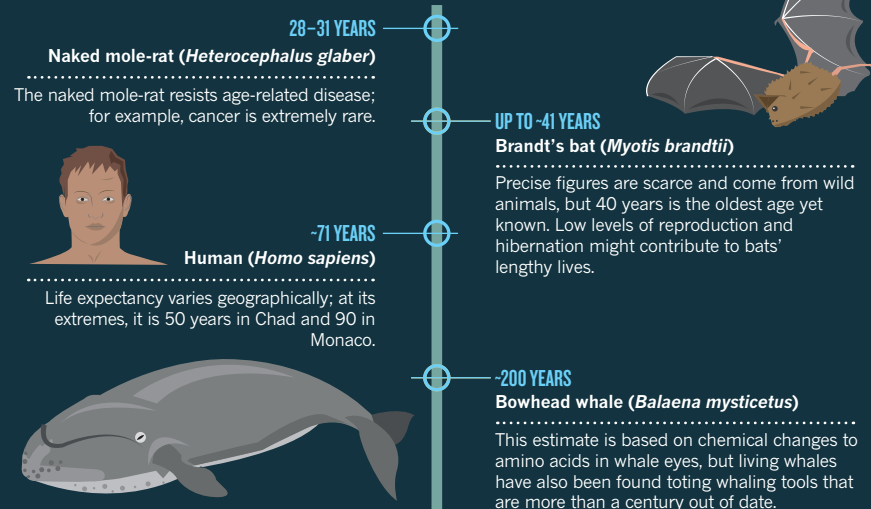 28–31 YEARS
Naked mole-rat (Heterocephalus glaber)
The naked mole-rat resists age-related disease;
for example, cancer is extremely rare.
UP TO ~41 YEARS
Brandt’s bat (Myotis brandtii)
Precise figures are scarce and come from wild
animals, but 40 years is the oldest age yet
known. Low levels of reproduction and
hibernation might contribute to bats’
lengthy lives.
~71 YEARS
Human (Homo sapiens)
Life expectancy varies geographically; at its
extremes, it is 50 years in Chad and 90 in
Monaco.
~200 YEARS
Bowhead whale (Balaena mysticetus)
This estimate is based on chemical changes to
amino acids in whale eyes, but living whales
have also been found toting whaling tools that
are more than a century out of date.